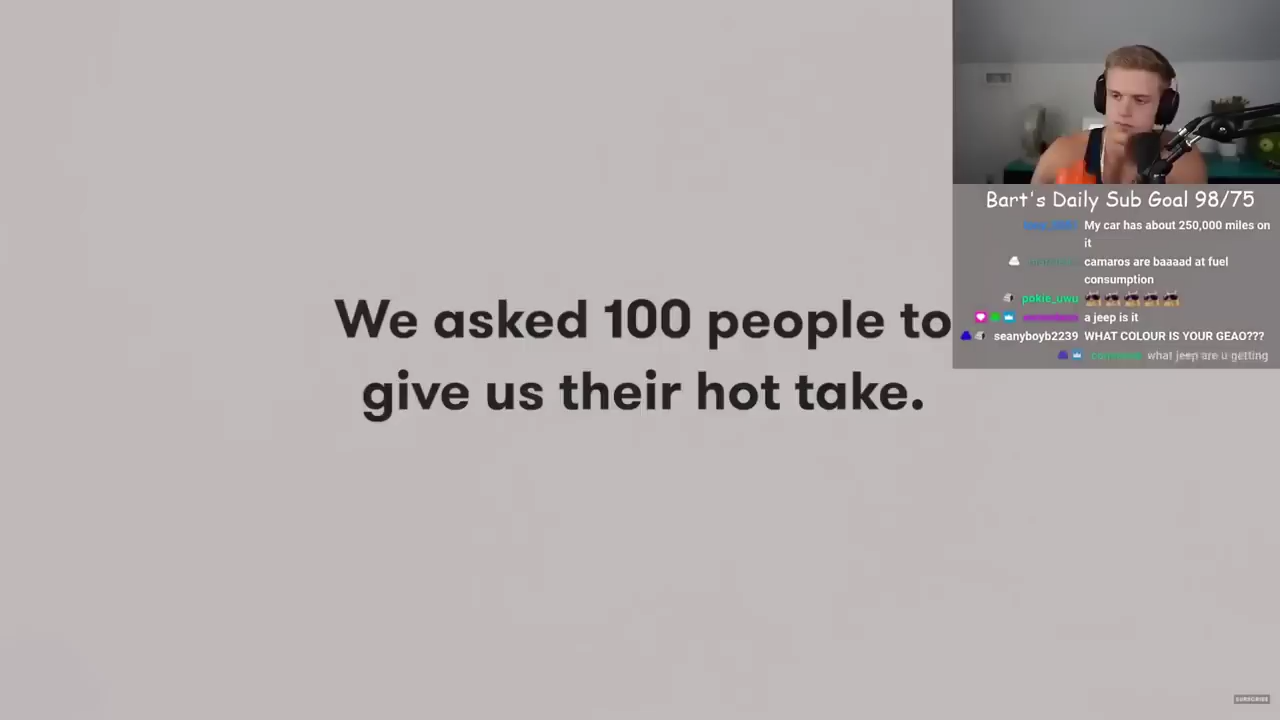 We asked 100 people to
give us their hot take.
Bart's Daily Sub Goal 98/75
My car has about 250,000 miles on
it
camaros are baaaad at fuel
consumption
pokie_uwu
a jeep is it
seanyboyb2239 WHAT COLOUR IS YOUR GEAO???
what jeep are u getting
SUBSCRIBE